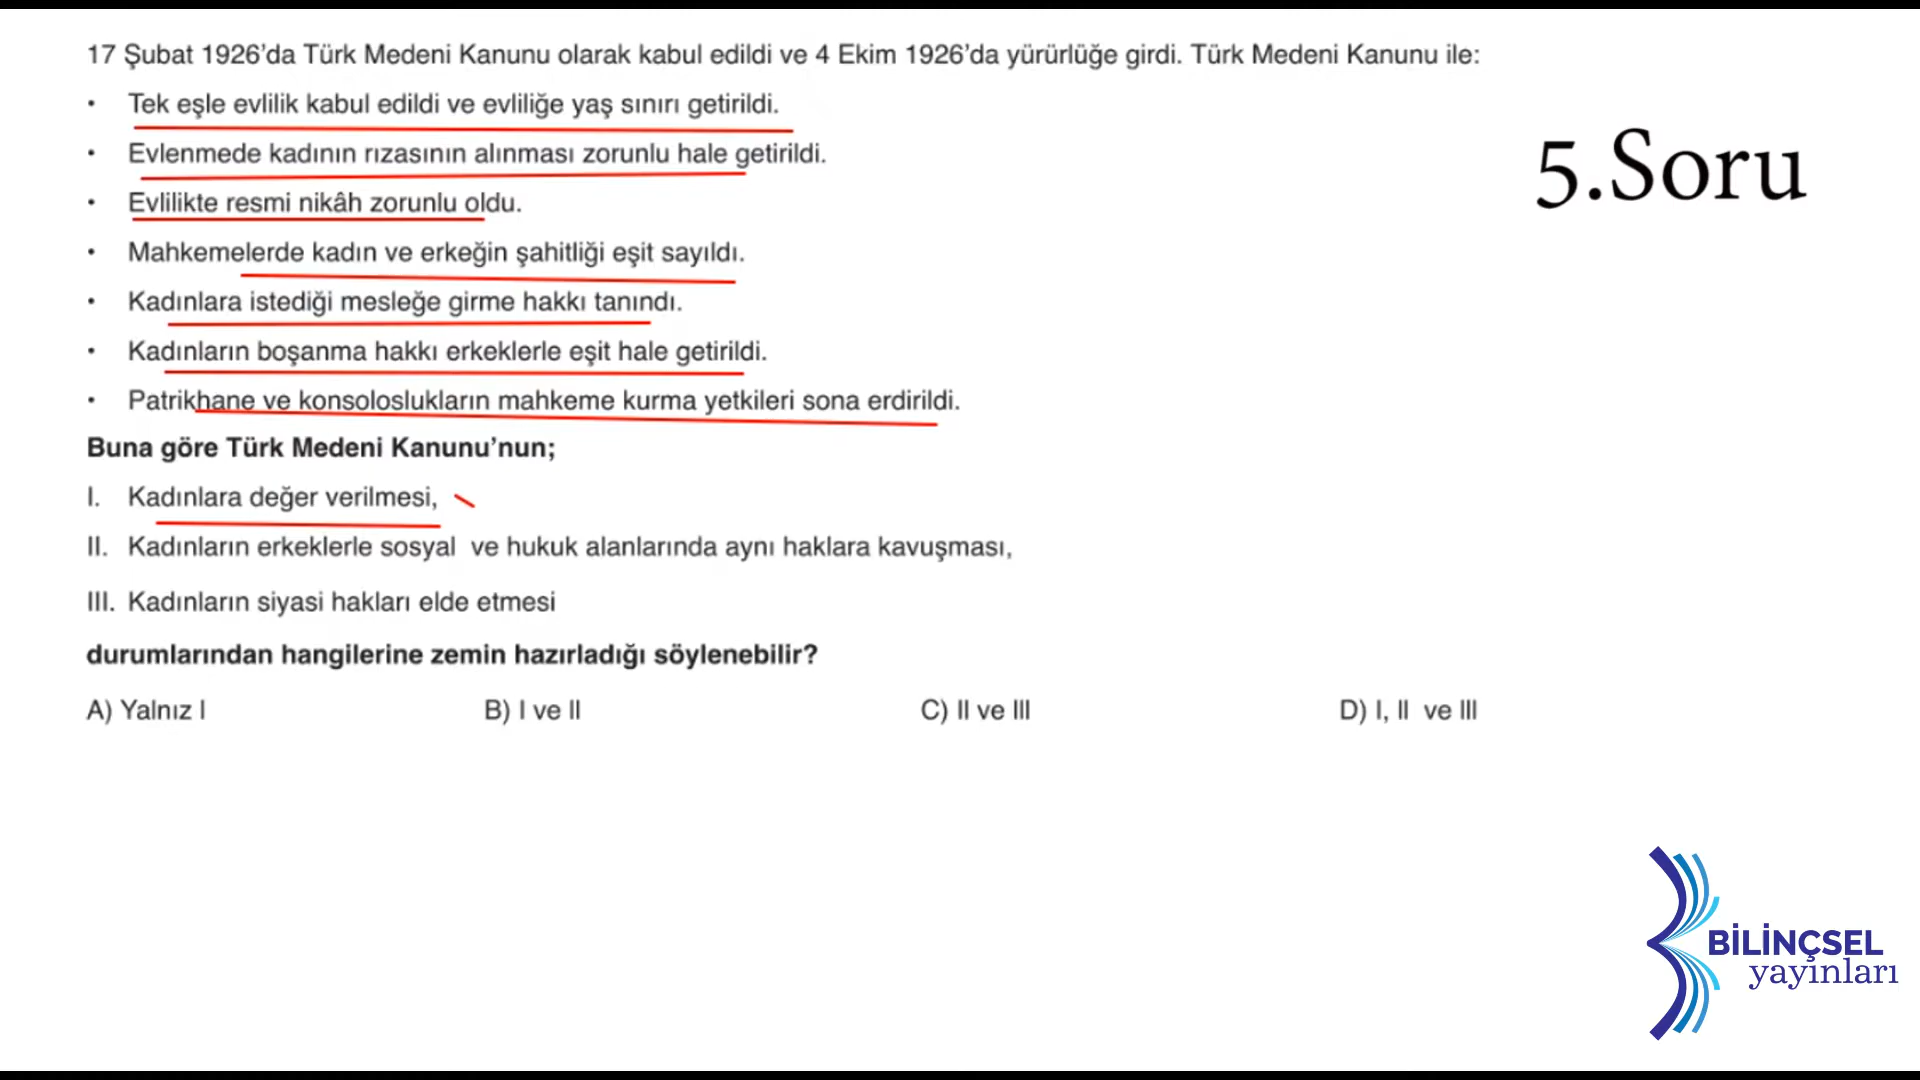 17 Şubat 1926’da Türk Medeni Kanunu olarak kabul edildi ve 4 Ekim 1926’da yürürlüğe girdi. Türk Medeni Kanunu ile:
• Tek eşle evlilik kabul edildi ve evliliğe yaş sınırı getirildi.
• Evlenmede kadının rızasının alınması zorunlu hale getirildi.
• Evlilikte resmi nikâh zorunlu oldu.
• Mahkemelerde kadın ve erkeğin şahitliği eşit sayıldı.
• Kadınlara istediği mesleğe girme hakkı tanındı.
• Kadınların boşanma hakkı erkeklerle eşit hale getirildi.
• Patrikhane ve konsoloslukların mahkeme kurma yetkileri sona erdirildi.
Buna göre Türk Medeni Kanunu’nun;
I. Kadınlara değer verilmesi,
II. Kadınların erkeklerle sosyal ve hukuk alanlarında aynı haklara kavuşması,
III. Kadınların siyasi hakları elde etmesi
durumlarından hangilerine zemin hazırladığı söylenebilir?
A) Yalnız I B) I ve II C) II ve III D) I, II ve III
5.Soru
BİLİNÇSEL
yayınları